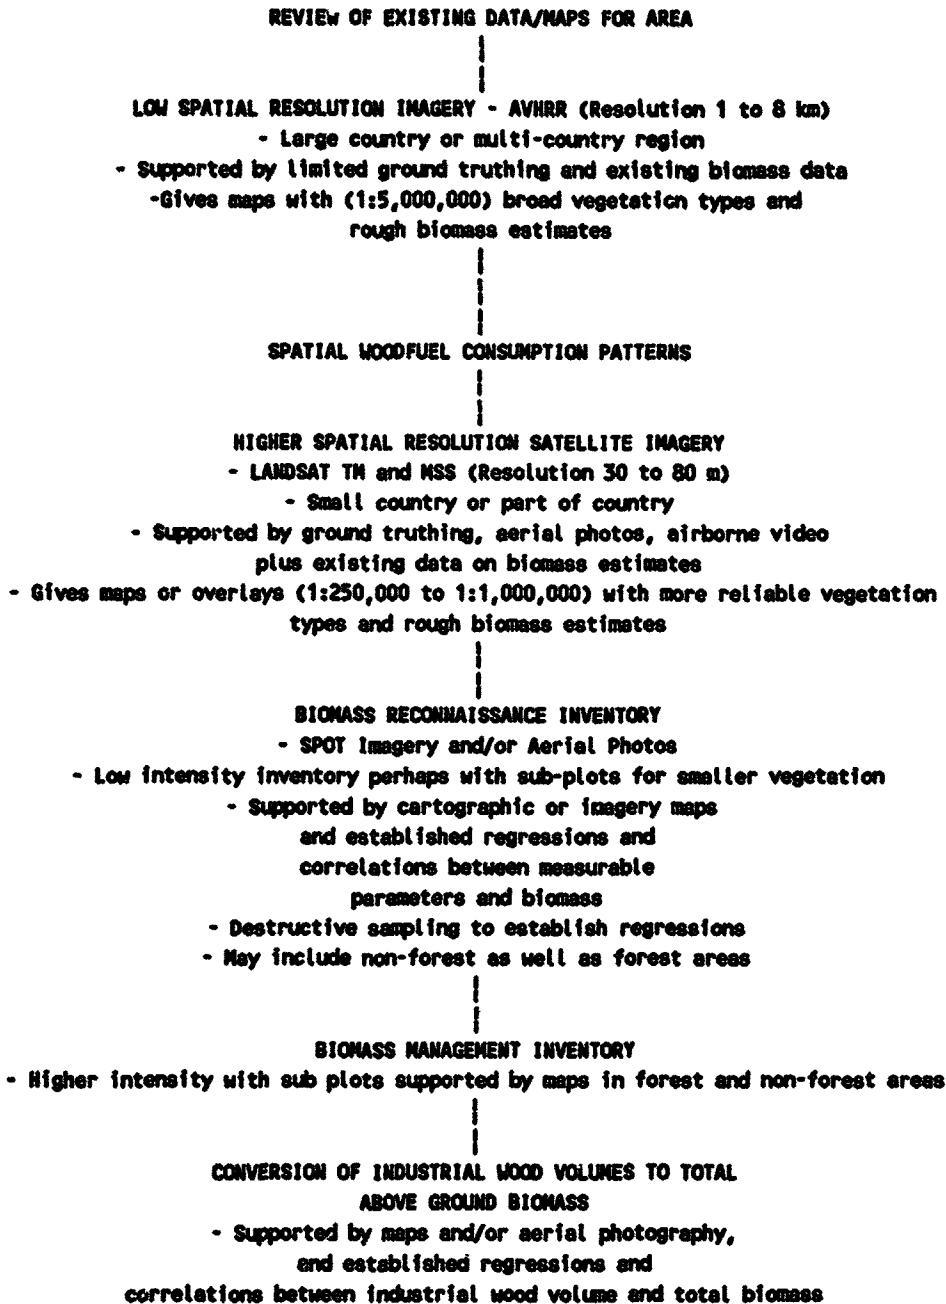 REVIEW OF EXISTING DATA/MAPS FOR AREA
LOW SPATIAL RESOLUTION IMAGERY - AVHRR (Resolution 1 to 8 km)
- Large country or multi-country region
- Supported by limited ground truthing and existing biomass data
-Gives maps with (1:5,000,000) broad vegetation types and
rough biomass estimates
SPATIAL WOODFUEL CONSUMPTION PATTERNS
HIGHER SPATIAL RESOLUTION SATELLITE IMAGERY
- LANDSAT TM and MSS (Resolution 30 to 80 m)
- Small country or part of country
- Supported by ground truthing, aerial photos, airborne video
plus existing data on biomass estimates
- Gives maps or overlays (1:250,000 to 1:1,000,000) with more reliable vegetation
types and rough biomass estimates
BIOMASS RECONNAISSANCE INVENTORY
- SPOT Imagery and/or Aerial Photos
- Low intensity inventory perhaps with sub-plots for smaller vegetation
- Supported by cartographic or imagery maps
and established regressions and
correlations between measurable
parameters and biomass
- Destructive sampling to establish regressions
- May include non-forest as well as forest areas
BIOMASS MANAGEMENT INVENTORY
- Higher intensity with sub plots supported by maps in forest and non-forest areas
CONVERSION OF INDUSTRIAL WOOD VOLUMES TO TOTAL
ABOVE GROUND BIOMASS
- Supported by maps and/or aerial photography,
and established regressions and
correlations between industrial wood volume and total biomass